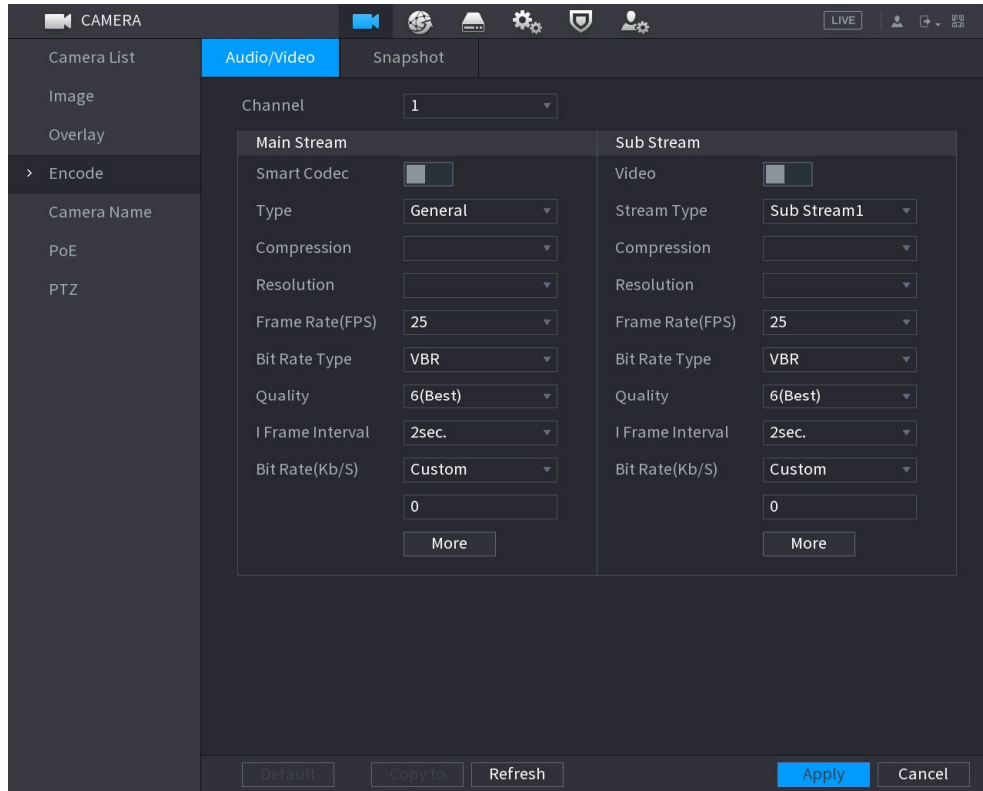 CAMERA LIVE
Camera List
Image
Overlay
> Encode
Camera Name
PoE
PTZ
Audio/Video Snapshot
Channel 1
Main Stream Sub Stream
Smart Codec Video
Type General Stream Type Sub Stream1
Compression Compression
Resolution Resolution
Frame Rate(FPS) 25 Frame Rate(FPS) 25
Bit Rate Type VBR Bit Rate Type VBR
Quality 6(Best) Quality 6(Best)
I Frame Interval 2sec. I Frame Interval 2sec.
Bit Rate(Kb/S) Custom Bit Rate(Kb/S) Custom
0 0
More More
Default Copy to Refresh Apply Cancel